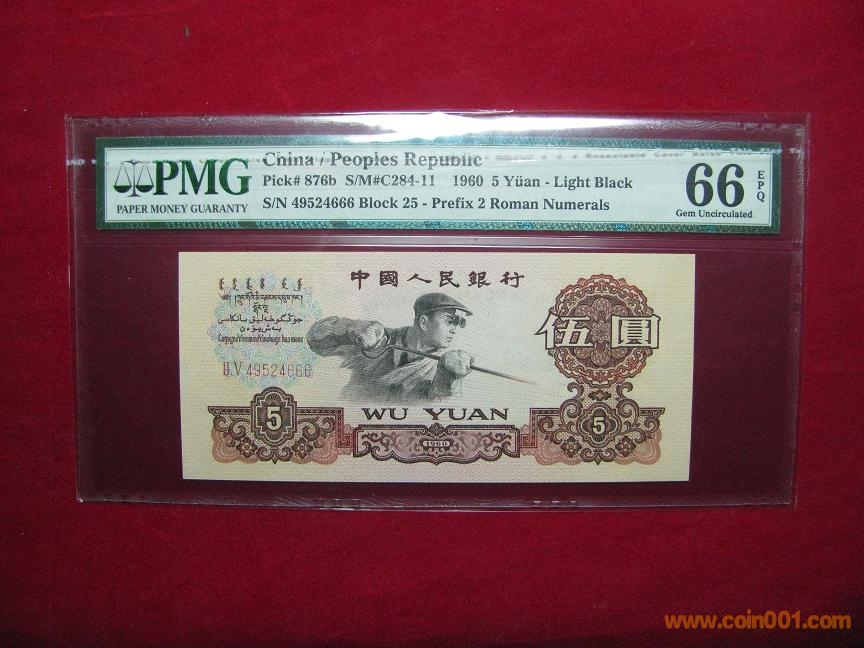 China / Peoples Republic
PMG
PAPER MONEY GUARANTY
Pick# 876b S/M#C284-11 1960 5 Yüan - Light Black
S/N 49524666 Block 25 - Prefix 2 Roman Numerals
66
EPQ
Gem Uncirculated
中國人民銀行
伍圓
V 49524666
5
WU YUAN
5
1960
www.coin001.com